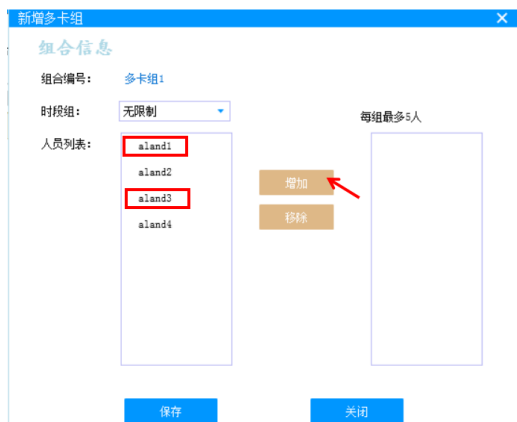 新增多卡组
组合信息
组合编号： 多卡组1
时段组： 无限制
每组最多5人
人员列表：
aland1
aland2
增加
aland3
移除
aland4
保存 关闭